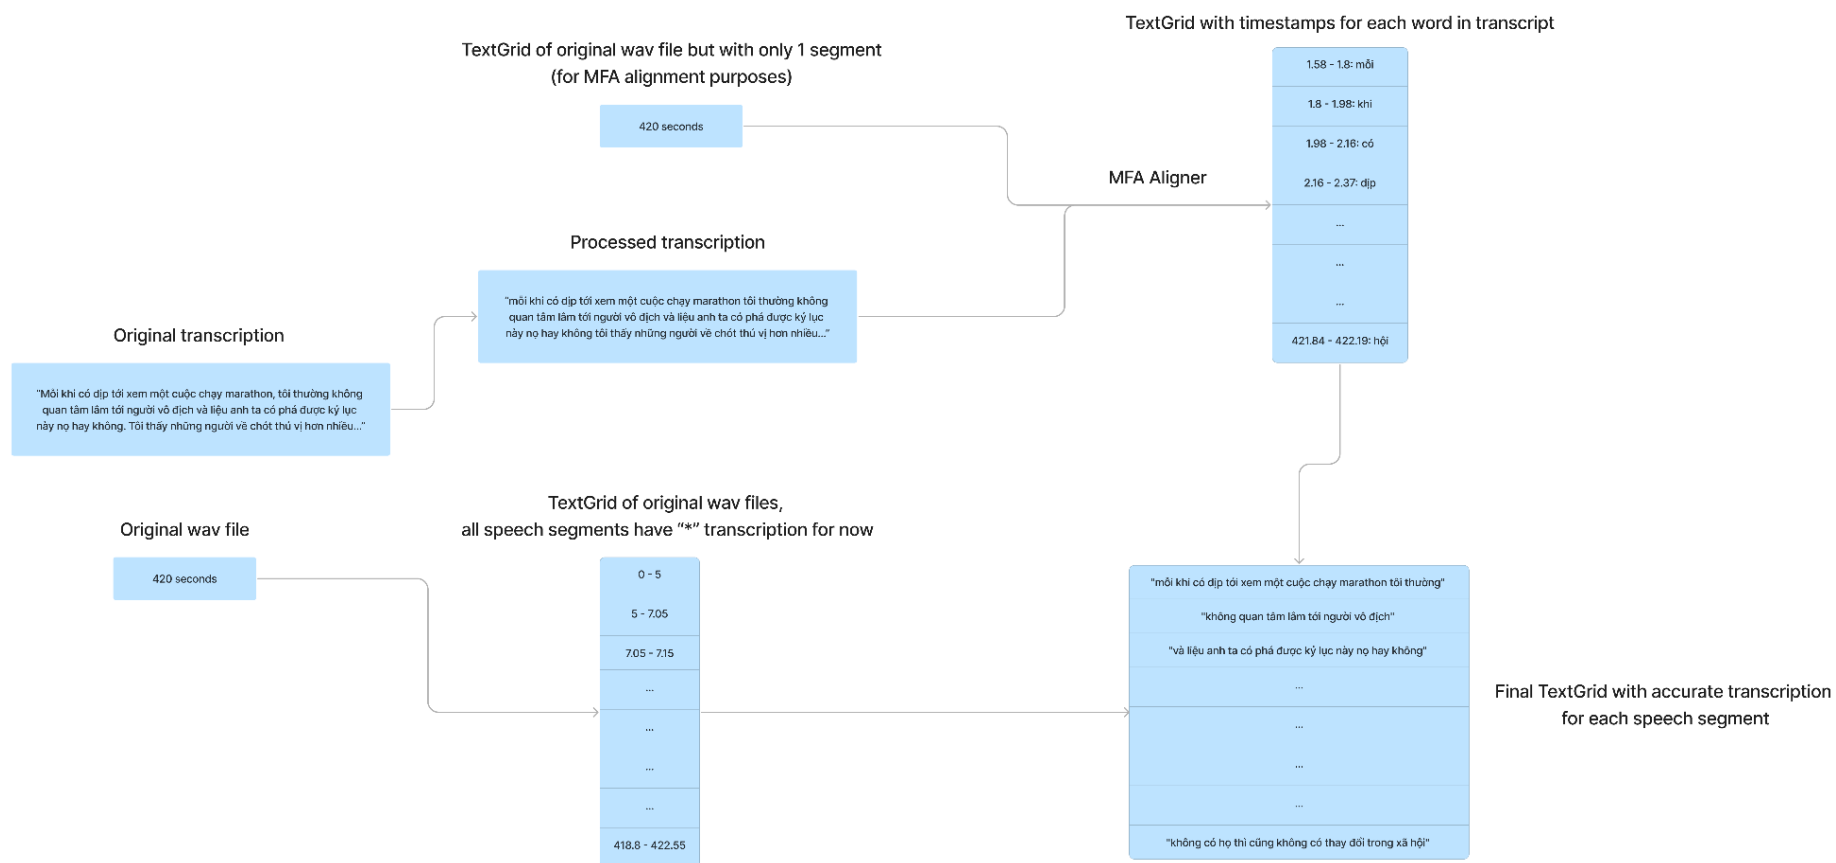 TextGrid with timestamps for each word in transcript
TextGrid of original wav file but with only 1 segment
(for MFA alignment purposes)
420 seconds
1.58 - 1.8: mỗi
1.8 - 1.98: khi
1.98 - 2.16: có
2.16 - 2.37: dịp
...
...
...
421.84 - 422.19: hội
MFA Aligner
Processed transcription
"mỗi khi có dịp tới xem một cuộc chạy marathon tôi thường không
quan tâm lắm tới người vô địch và liệu anh ta có phá được kỷ lục
này nọ hay không tôi thấy những người về chót thú vị hơn nhiều..."
Original transcription
"Mỗi khi có dịp tới xem một cuộc chạy marathon, tôi thường không
quan tâm lắm tới người vô địch và liệu anh ta có phá được kỷ lục
này nọ hay không. Tôi thấy những người về chót thú vị hơn nhiều..."
Original wav file
420 seconds
TextGrid of original wav files,
all speech segments have "*" transcription for now
0 - 5
5 - 7.05
7.05 - 7.15
...
...
...
...
418.8 - 422.55
"mỗi khi có dịp tới xem một cuộc chạy marathon tôi thường"
"không quan tâm lắm tới người vô địch"
"và liệu anh ta có phá được kỷ lục này nọ hay không"
...
...
...
...
"không có họ thì cũng không có thay đổi trong xã hội"
Final TextGrid with accurate transcription
for each speech segment